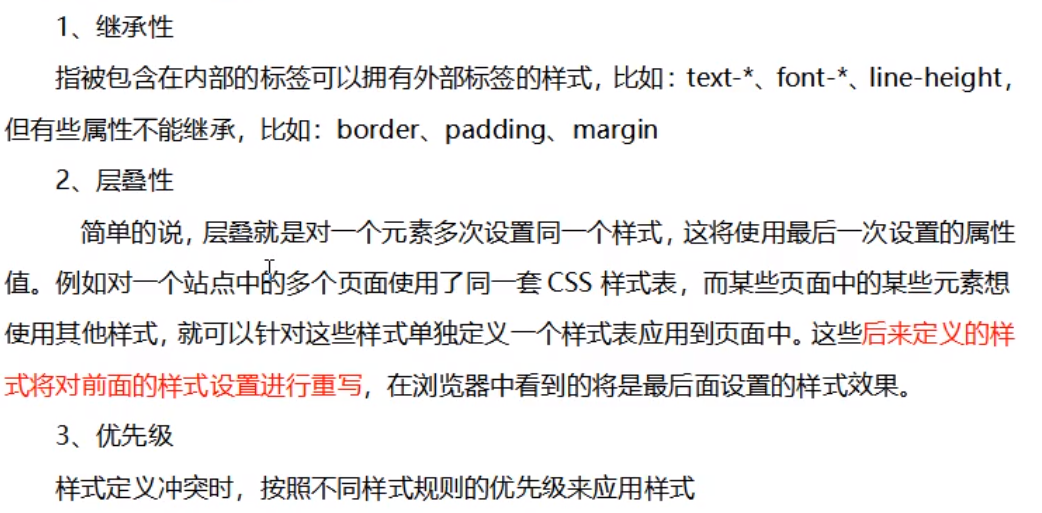 1、继承性
指被包含在内部的标签可以拥有外部标签的样式，比如：text-*、font-*、line-height，
但有些属性不能继承，比如：border、padding、margin
2、层叠性
简单的说，层叠就是对一个元素多次设置同一个样式，这将使用最后一次设置的属性
值。例如对一个站点中的多个页面使用了同一套 CSS 样式表，而某些页面中的某些元素想
使用其他样式，就可以针对这些样式单独定义一个样式表应用到页面中。这些后来定义的样
式将对前面的样式设置进行重写，在浏览器中看到的将是最后面设置的样式效果。
3、优先级
样式定义冲突时，按照不同样式规则的优先级来应用样式